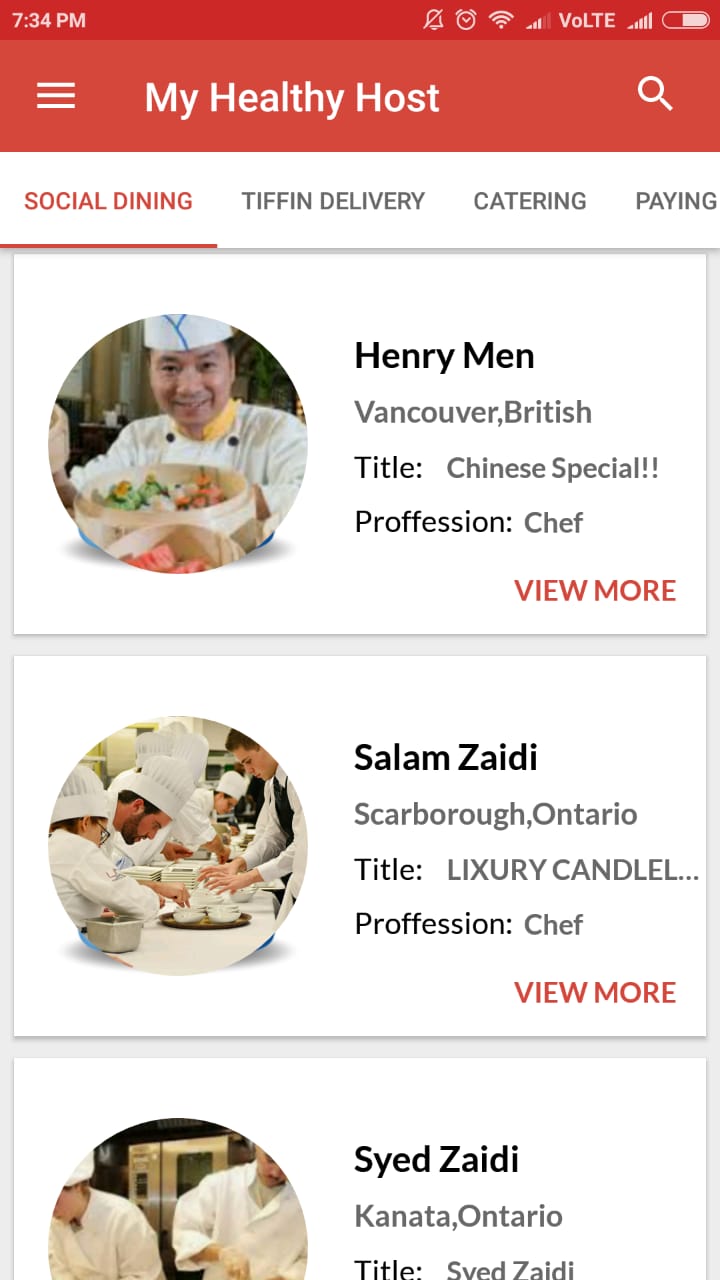 7:34 PM VoLTE
My Healthy Host
SOCIAL DINING TIFFIN DELIVERY CATERING PAYING
Henry Men
Vancouver,British
Title: Chinese Special!!
Proffession: Chef
VIEW MORE
Salam Zaidi
Scarborough,Ontario
Title: LIXURY CANDLEL...
Proffession: Chef
VIEW MORE
Syed Zaidi
Kanata,Ontario
Title: Syed Zaidi